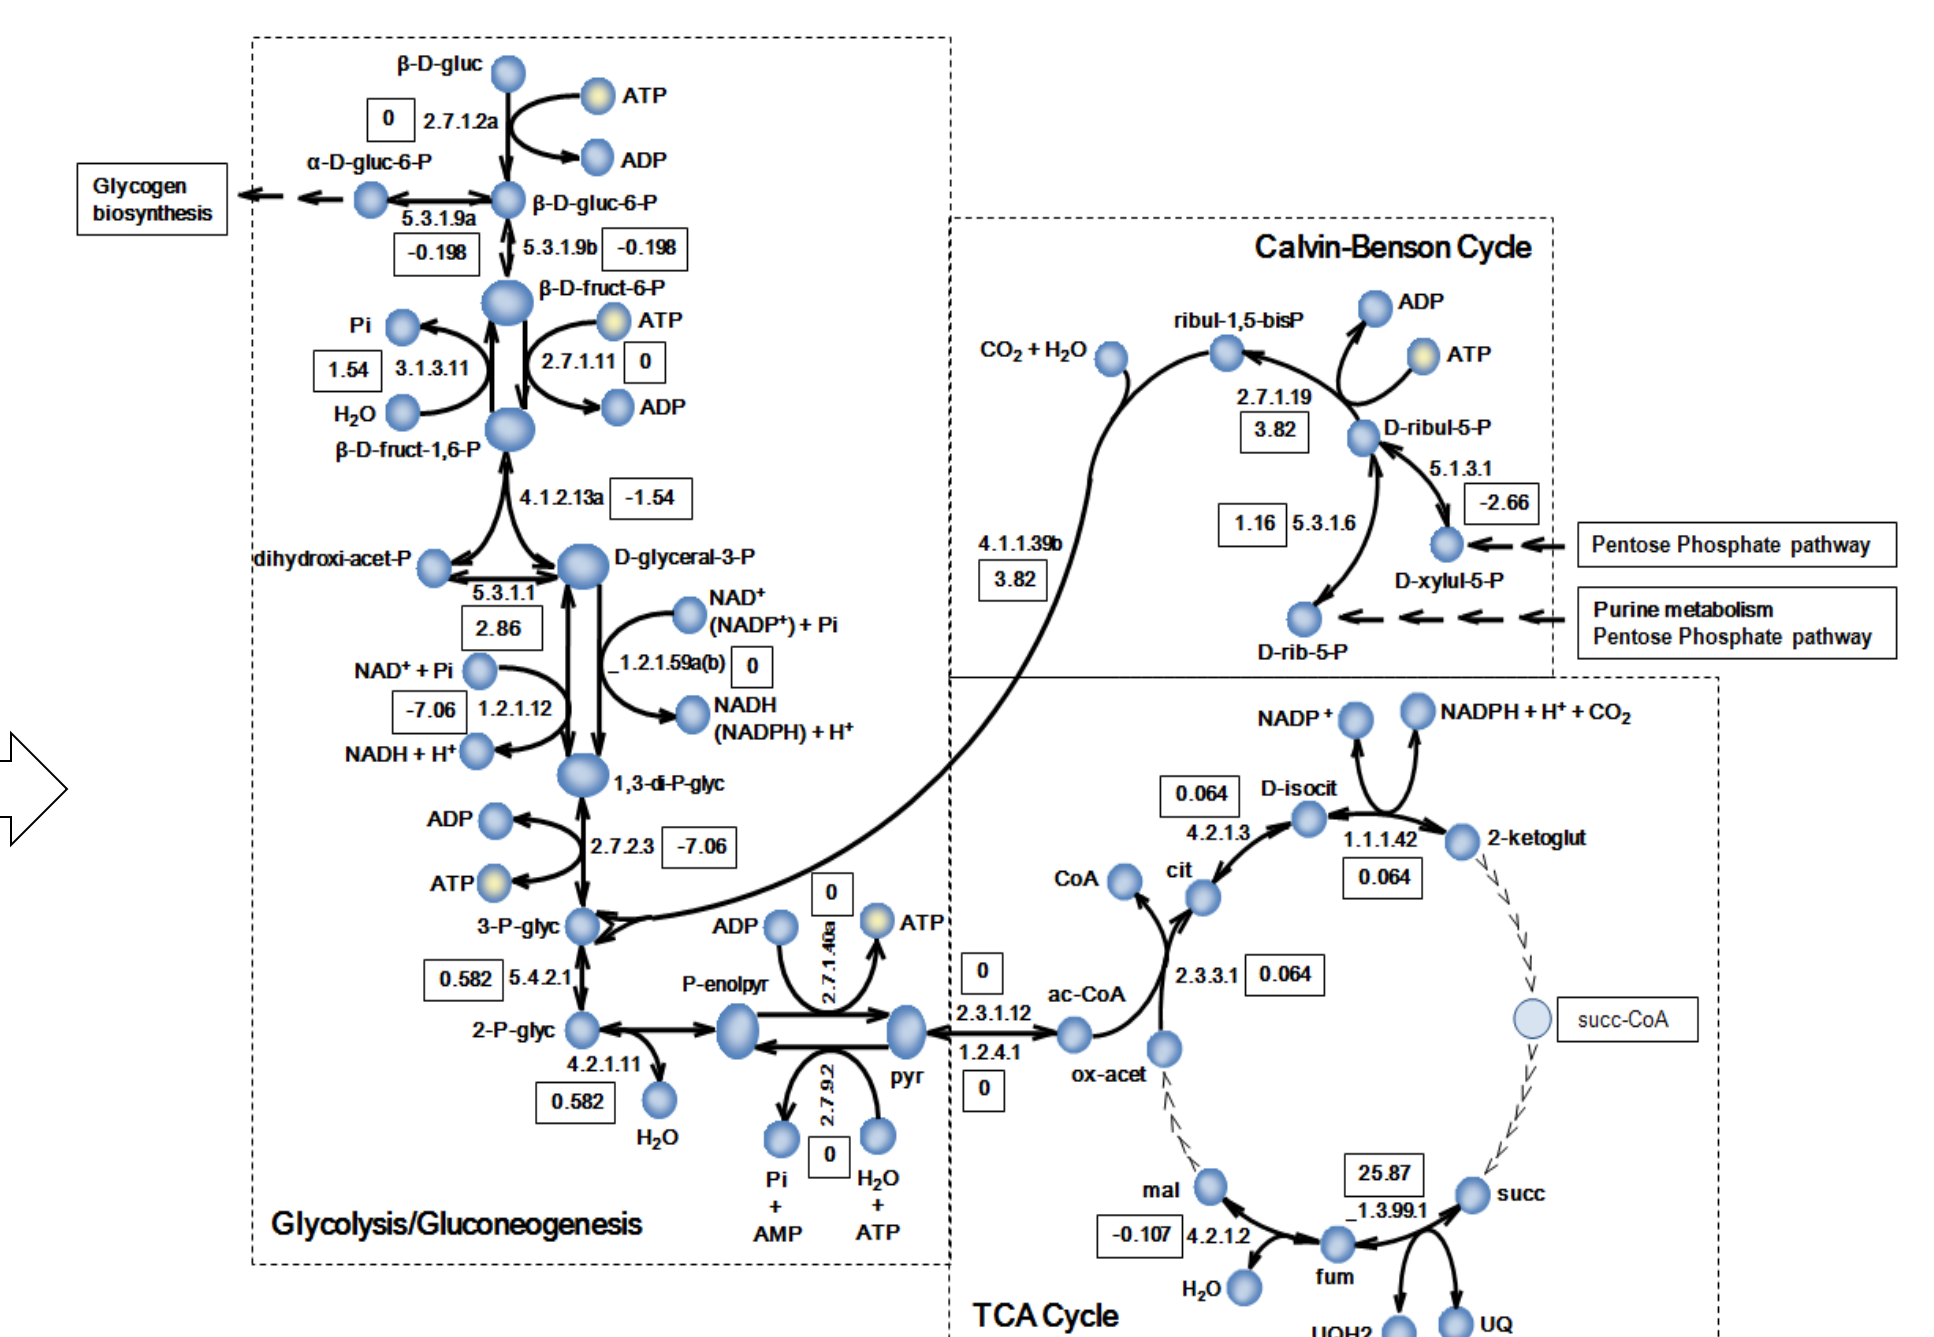 β-D-gluc
ATP
0
2.7.1.2a
ADP
α-D-gluc-6-P
Glycogen
biosynthesis
β-D-gluc-6-P
5.3.1.9a
-0.198
5.3.1.9b
-0.198
β-D-fruct-6-P
Pi
ATP
1.54
3.1.3.11
2.7.1.11
0
H₂O
ADP
β-D-fruct-1,6-P
4.1.2.13a
-1.54
dihydroxi-acet-P
D-glyceral-3-P
5.3.1.1
2.86
NAD⁺
(NADP⁺) + Pi
NAD⁺ + Pi
_1.2.1.59a(b)
0
-7.06
1.2.1.12
NADH
(NADPH) + H⁺
NADH + H⁺
1,3-di-P-glyc
ADP
2.7.2.3
-7.06
ATP
3-P-glyc
0.582
5.4.2.1
2-P-glyc
4.2.1.11
0.582
H₂O
P-enolpyr
ADP
0
ATP
2.7.1.40a
pyr
2.7.9.2
0
Pi
+
AMP
H₂O
+
ATP
Glycolysis/Gluconeogenesis
Calvin-Benson Cycle
ADP
ribul-1,5-bisP
CO₂ + H₂O
ATP
2.7.1.19
3.82
D-ribul-5-P
5.1.3.1
-2.66
1.16
5.3.1.6
4.1.1.39b
3.82
D-xylul-5-P
D-rib-5-P
Pentose Phosphate pathway
Purine metabolism
Pentose Phosphate pathway
NADP⁺
NADPH + H⁺ + CO₂
0.064
D-isocit
4.2.1.3
1.1.1.42
0.064
2-ketoglut
CoA
cit
2.3.3.1
0.064
0
2.3.1.12
1.2.4.1
0
ac-CoA
ox-acet
succ-CoA
mal
25.87
_1.3.99.1
succ
-0.107
4.2.1.2
fum
H₂O
UQH2
UQ
TCA Cycle